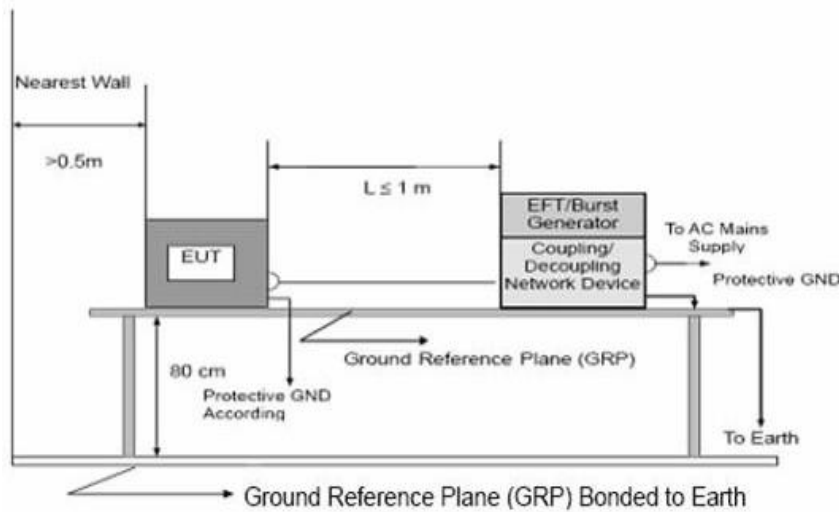 Nearest Wall
>0.5m
L ≤ 1 m
EUT
EFT/Burst
Generator
Coupling/
Decoupling
Network Device
To AC Mains
Supply
Protective GND
Ground Reference Plane (GRP)
80 cm
Protective GND
According
To Earth
Ground Reference Plane (GRP) Bonded to Earth